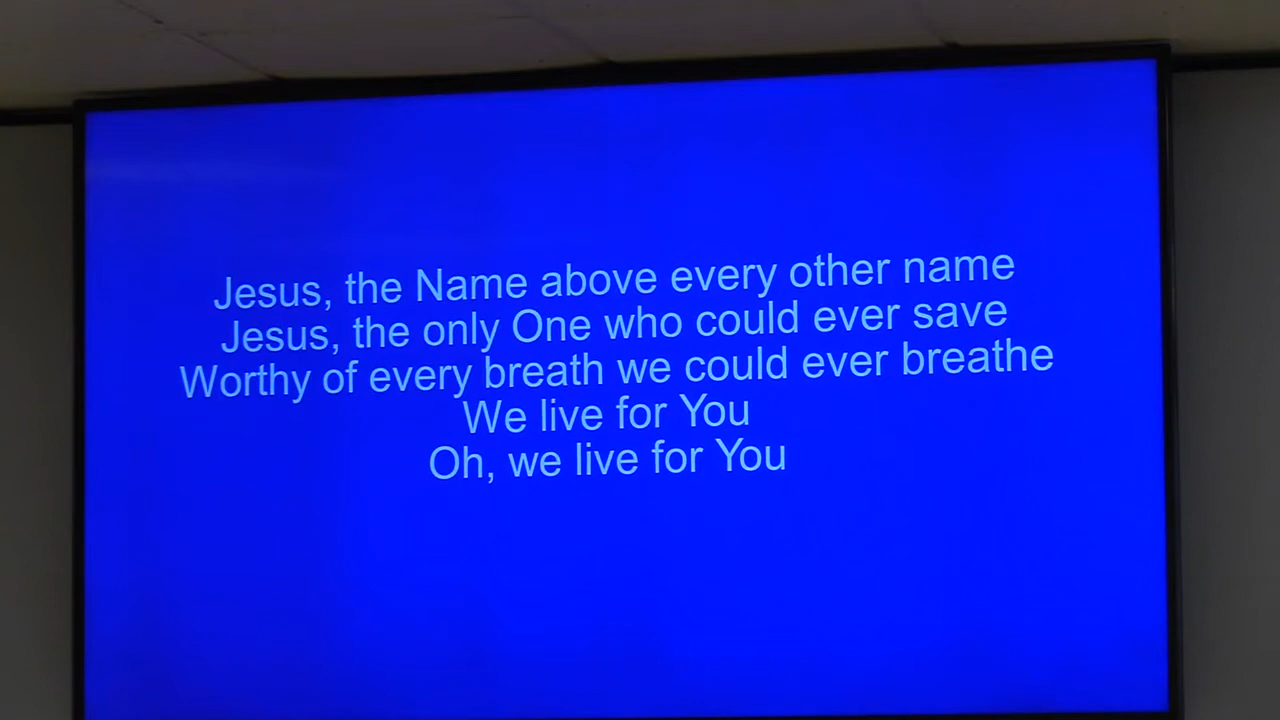 Jesus, the Name above every other name
Jesus, the only One who could ever save
Worthy of every breath we could ever breathe
We live for You
Oh, we live for You